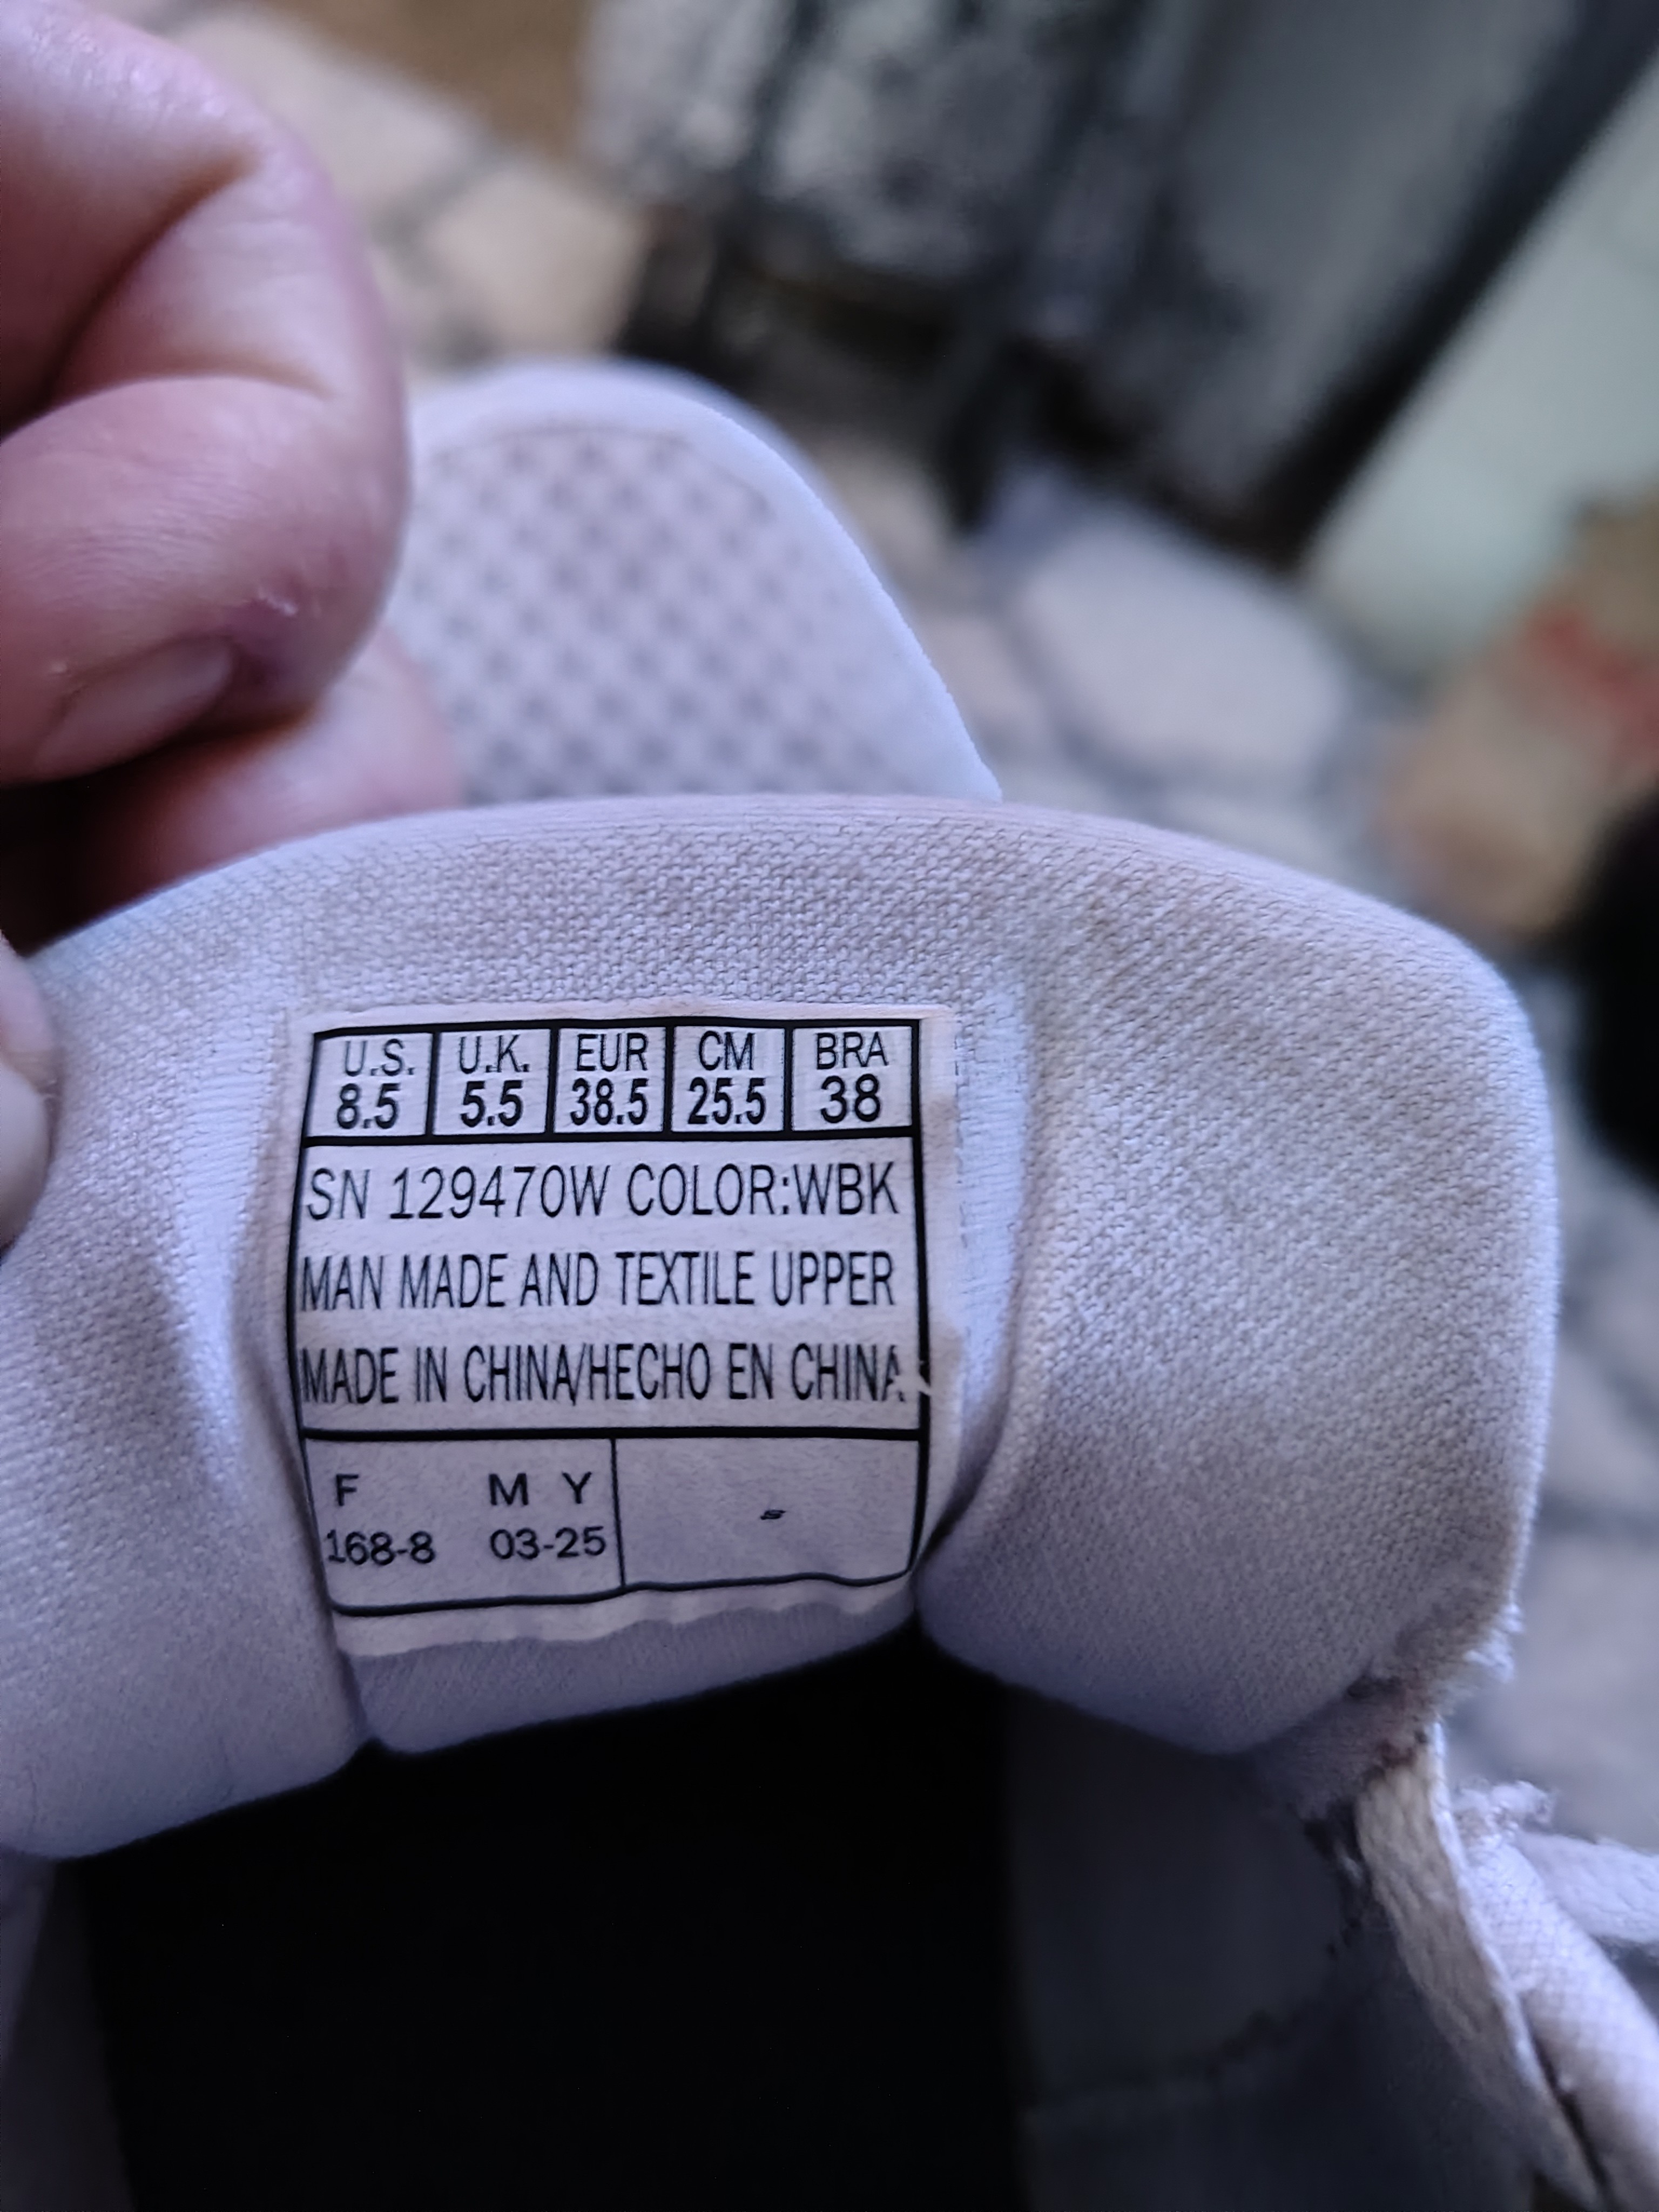 U.S. U.K. EUR CM BRA
8.5 5.5 38.5 25.5 38
SN 129470W COLOR:WBK
MAN MADE AND TEXTILE UPPER
MADE IN CHINA/HECHO EN CHINA
F M Y
168-8 03-25